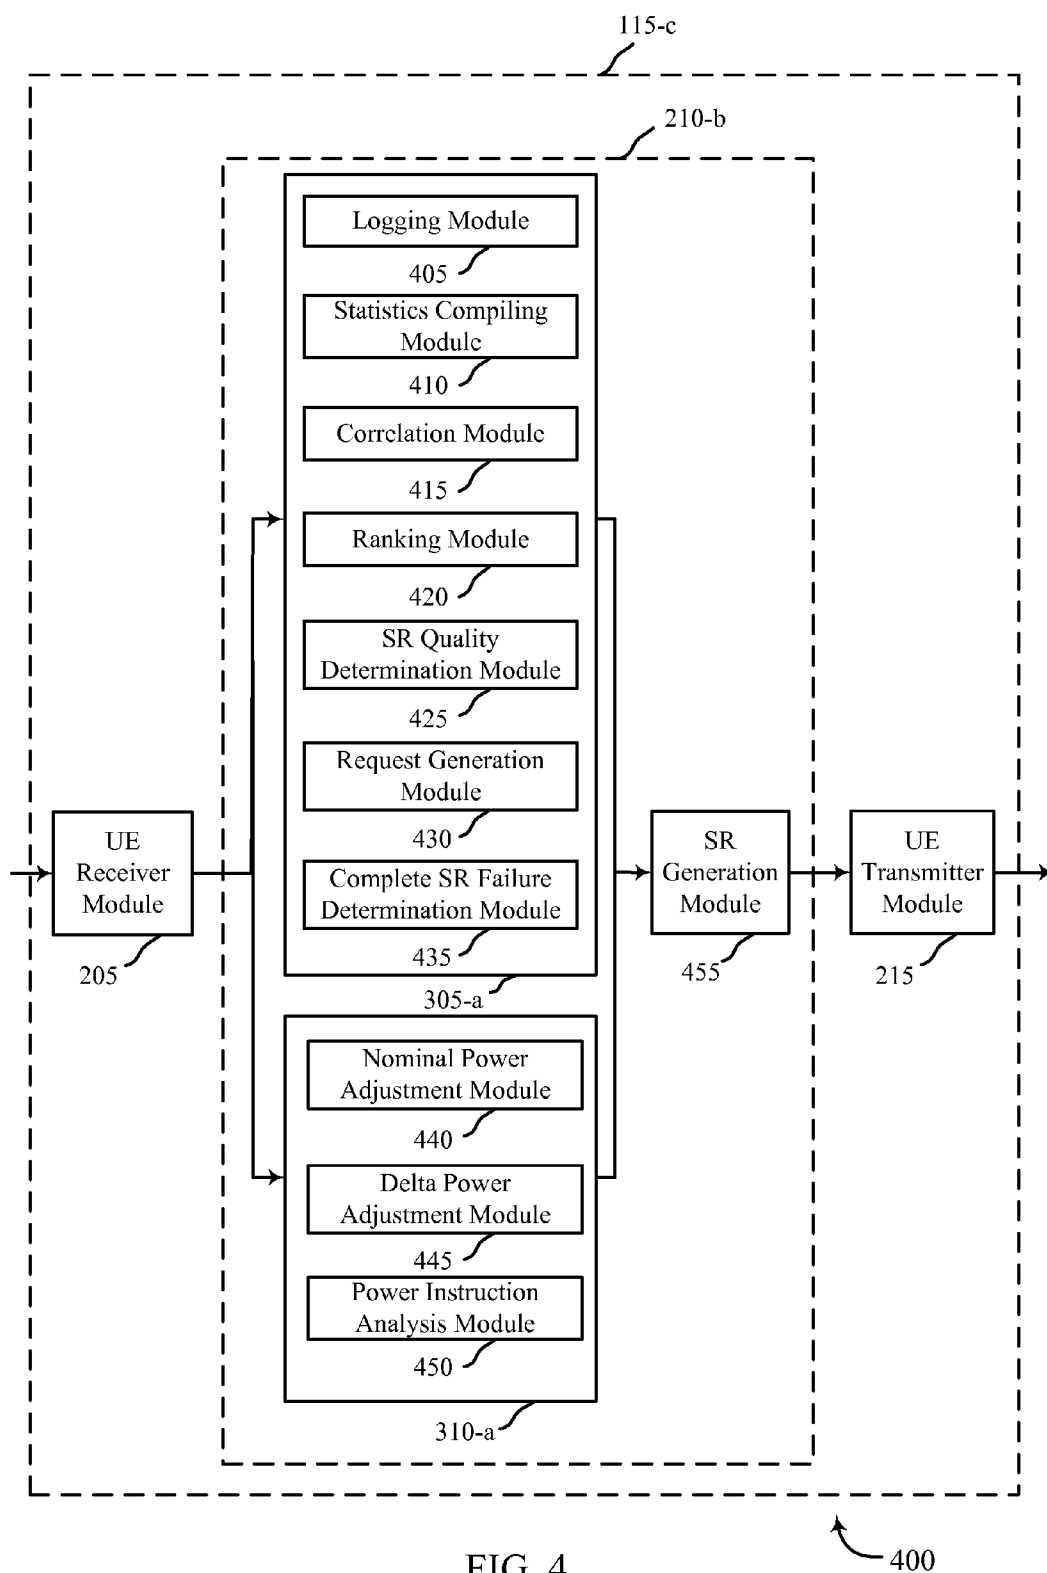 115-c
210-b
Logging Module
405
Statistics Compiling
Module
410
Correlation Module
415
Ranking Module
420
SR Quality
Determination Module
425
Request Generation
Module
430
Complete SR Failure
Determination Module
435
305-a
UE
Receiver
Module
205
SR
Generation
Module
455
UE
Transmitter
Module
215
Nominal Power
Adjustment Module
440
Delta Power
Adjustment Module
445
Power Instruction
Analysis Module
450
310-a
400
FIG. 4